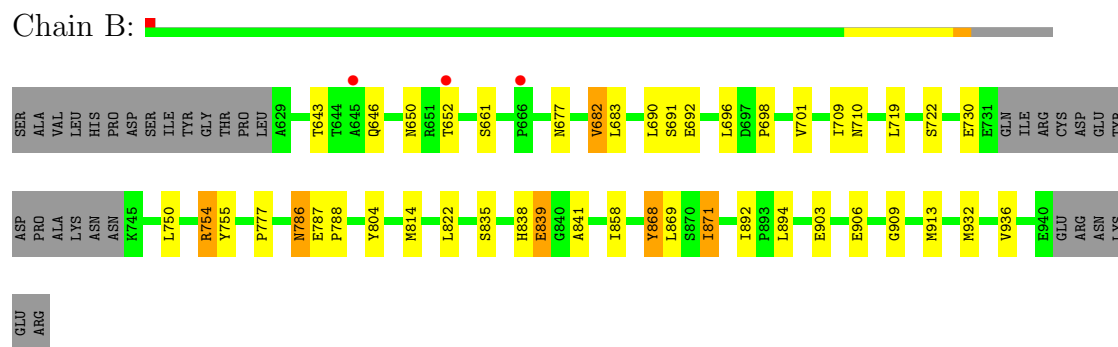 Chain B:
SER ALA VAL LEU HIS PRO ASP SER ILE TYR GLY THR PRO LEU A629 T643 T644 A645 Q646 N650 R651 T652 S661 P666 N677 V682 L683 L690 S691 E692 L696 D697 P698 V701 I709 N710 L719 S722 E730 E731 GLN ILE ARG CYS ASP GLU TYR
ASP PRO ALA LYS ASN ASN K745 L750 R754 Y755 P777 N786 E787 P788 Y804 M814 L822 S835 H838 E839 G840 A841 I858 Y868 L869 S870 I871 I892 P893 L894 E903 E906 G909 M913 M932 V936 E940 GLU ARG ASN LYS
GLU ARG